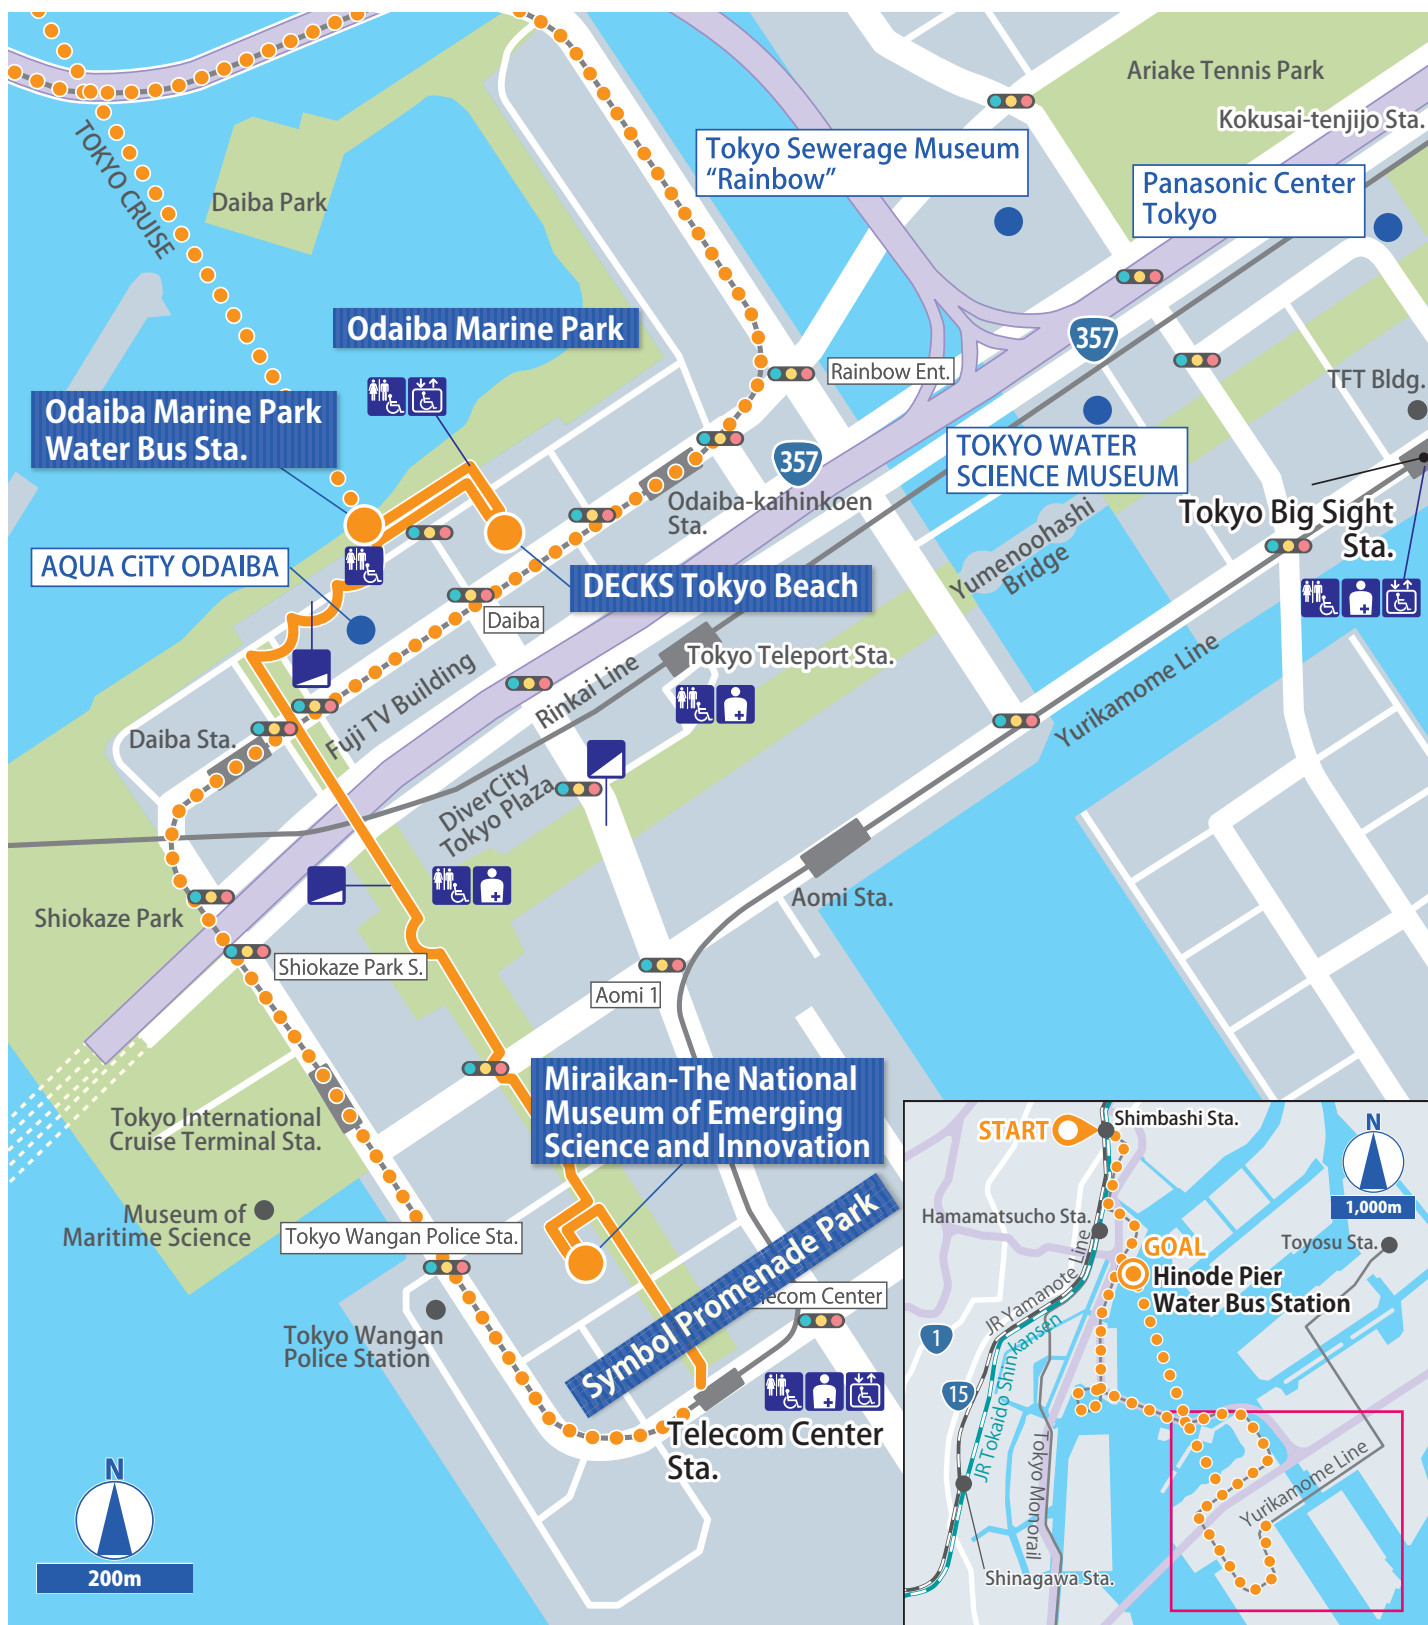 Ariake Tennis Park
Kokusai-tenjijo Sta.
TOKYO CRUISE
Tokyo Sewerage Museum
“Rainbow”
Panasonic Center
Tokyo
Daiba Park
Odaiba Marine Park
357
Rainbow Ent.
TFT Bldg.
Odaiba Marine Park
Water Bus Sta.
TOKYO WATER
SCIENCE MUSEUM
357
Odaiba-kaihinkoen
Sta.
Tokyo Big Sight
Sta.
Yumenoohashi
Bridge
AQUA CiTY ODAIBA
DECKS Tokyo Beach
Daiba
Tokyo Teleport Sta.
Rinkai Line
Yurikamome Line
Fuji TV Building
Daiba Sta.
DiverCity
Tokyo Plaza
Aomi Sta.
Shiokaze Park
Shiokaze Park S.
Aomi 1
Miraikan-The National
Museum of Emerging
Science and Innovation
Tokyo International
Cruise Terminal Sta.
Museum of
Maritime Science
Tokyo Wangan Police Sta.
Symbol Promenade Park
ecom Center
Tokyo Wangan
Police Station
Telecom Center
Sta.
N
200m
START
Shimbashi Sta.
N
1,000m
Hamamatsucho Sta.
GOAL
Toyosu Sta.
Hinode Pier
Water Bus Station
JR Yamanote Line
1
15
JR Tokaido Shinkansen
Tokyo Monorail
Yurikamome Line
Shinagawa Sta.